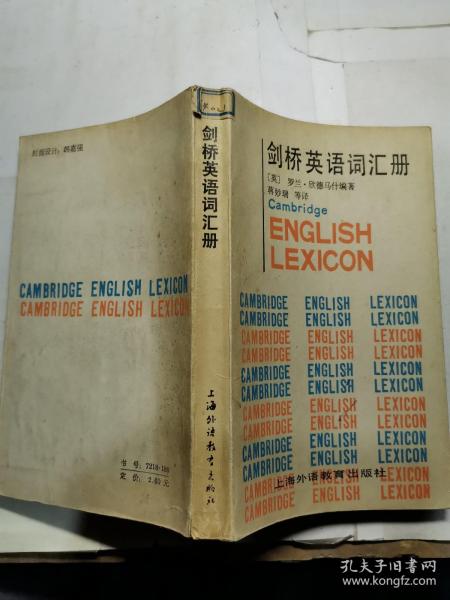 封面设计：韩嘉强
CAMBRIDGE ENGLISH LEXICON
CAMBRIDGE ENGLISH LEXICON
书号：7218·188
定价：2.60元
剑桥英语词汇册
上海外语教育出版社
剑桥英语词汇册
[英] 罗兰·欣德马什编著
蒋妙瑞 等译
Cambridge
ENGLISH
LEXICON
CAMBRIDGE ENGLISH LEXICON
CAMBRIDGE ENGLISH LEXICON
CAMBRIDGE ENGLISH LEXICON
CAMBRIDGE ENGLISH LEXICON
CAMBRIDGE ENGLISH LEXICON
CAMBRIDGE ENGLISH LEXICON
CAMBRIDGE ENGLISH LEXICON
CAMBRIDGE ENGLISH LEXICON
CAMBRIDGE ENGLISH LEXICON
CAMBRIDGE ENGLISH LEXICON
上海外语教育出版社
CAMBRIDGE ENGLISH LEXICON
孔夫子旧书网
www.kongfz.com